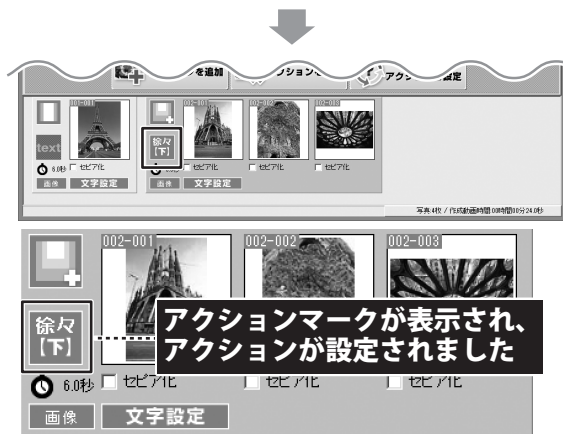 を追加
クション
アク
設定
001-001
002-001
002-002
002-003
text
徐々
【下】
6.0秒
セピア化
セピア化
セピア化
セピア化
画像
文字設定
画像
文字設定
写真:4枚 / 作成動画時間:00時間00分24.0秒
002-001
002-002
002-003
徐々
【下】
アクションマークが表示され、
アクションが設定されました
6.0秒
セピア化
セピア化
セピア化
画像
文字設定